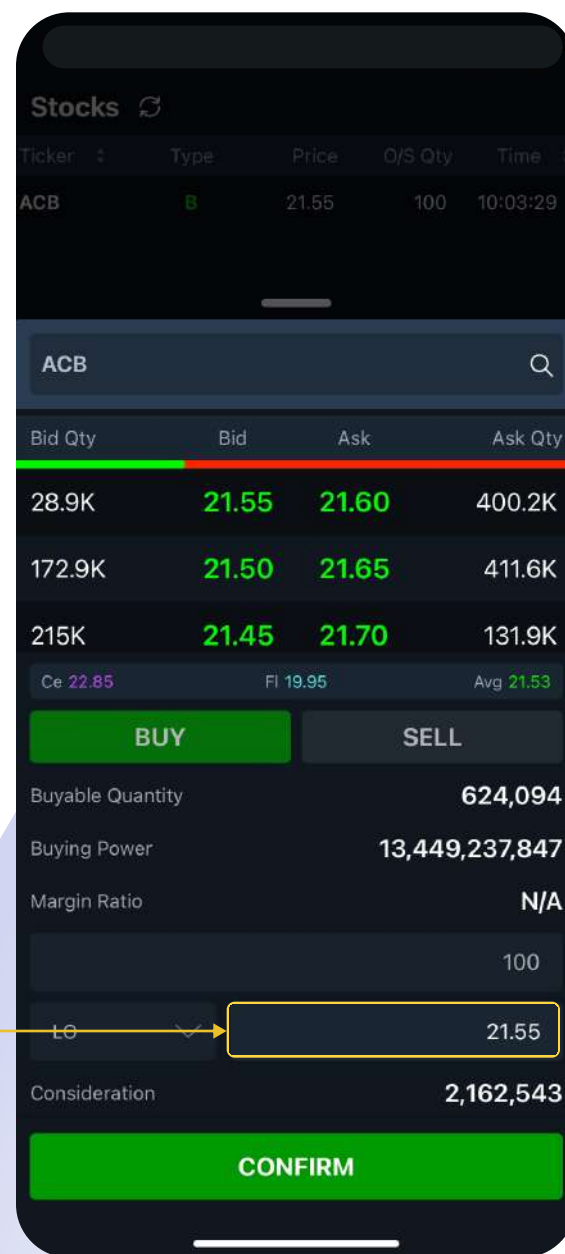 Stocks
Ticker Type Price O/S Qty Time
ACB B 21.55 100 10:03:29
ACB
Bid Qty Bid Ask Ask Qty
28.9K 21.55 21.60 400.2K
172.9K 21.50 21.65 411.6K
215K 21.45 21.70 131.9K
Ce 22.85 Fl 19.95 Avg 21.53
BUY SELL
Buyable Quantity 624,094
Buying Power 13,449,237,847
Margin Ratio N/A
100
LO 21.55
Consideration 2,162,543
CONFIRM